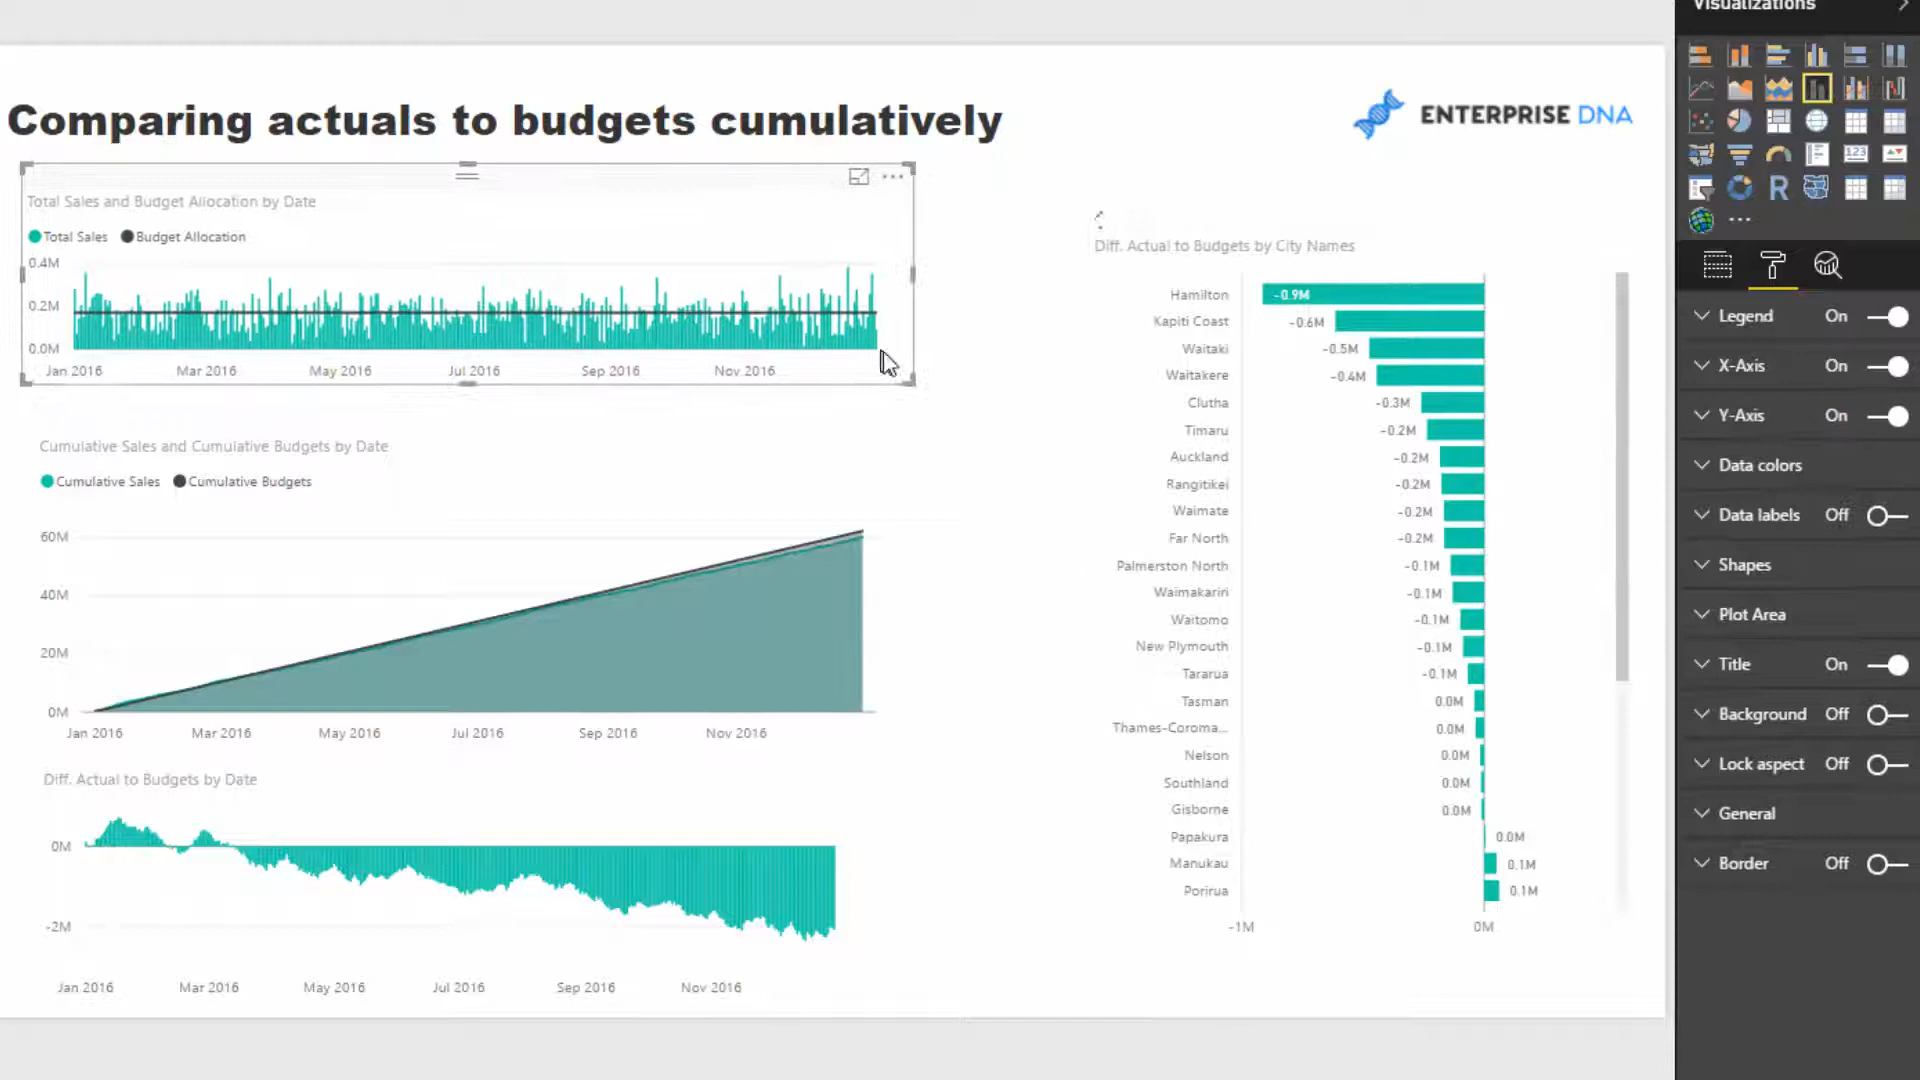 Visualizations
Comparing actuals to budgets cumulatively
ENTERPRISE DNA
Total Sales and Budget Allocation by Date
Total Sales Budget Allocation
0.4M
0.2M
0.0M
Jan 2016 Mar 2016 May 2016 Jul 2016 Sep 2016 Nov 2016
Cumulative Sales and Cumulative Budgets by Date
Cumulative Sales Cumulative Budgets
60M
40M
20M
0M
Jan 2016 Mar 2016 May 2016 Jul 2016 Sep 2016 Nov 2016
Diff. Actual to Budgets by Date
0M
-2M
Jan 2016 Mar 2016 May 2016 Jul 2016 Sep 2016 Nov 2016
Diff. Actual to Budgets by City Names
Hamilton -0.9M
Kapiti Coast -0.6M
Waitaki -0.5M
Waitakere -0.4M
Clutha -0.3M
Timaru -0.2M
Auckland -0.2M
Rangitikei -0.2M
Waimate -0.2M
Far North -0.2M
Palmerston North -0.1M
Waimakariri -0.1M
Waitomo -0.1M
New Plymouth -0.1M
Tararua -0.1M
Tasman 0.0M
Thames-Coroma... 0.0M
Nelson 0.0M
Southland 0.0M
Gisborne 0.0M
Papakura 0.0M
Manukau 0.1M
Porirua 0.1M
-1M 0M
R
123
Legend On
X-Axis On
Y-Axis On
Data colors
Data labels Off
Shapes
Plot Area
Title On
Background Off
Lock aspect Off
General
Border Off